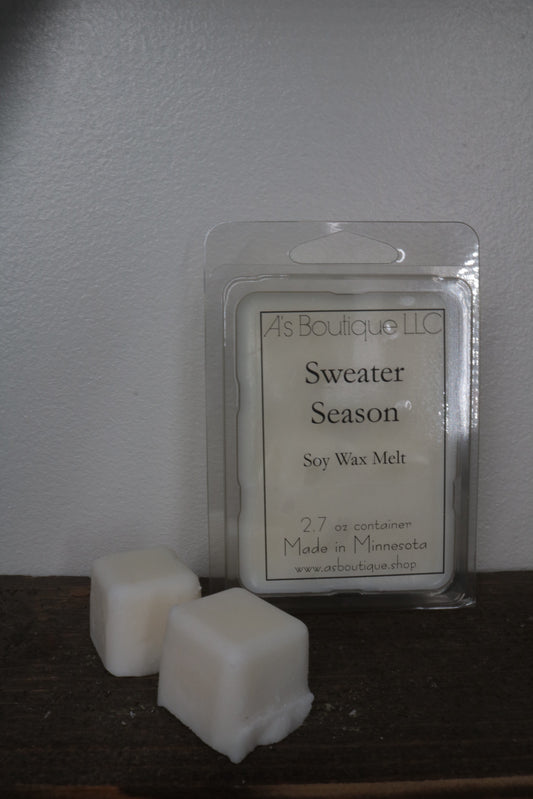 A's Boutique LLC
Sweater
Season
Soy Wax Melt
2.7 oz container
Made in Minnesota
www.asboutique.shop